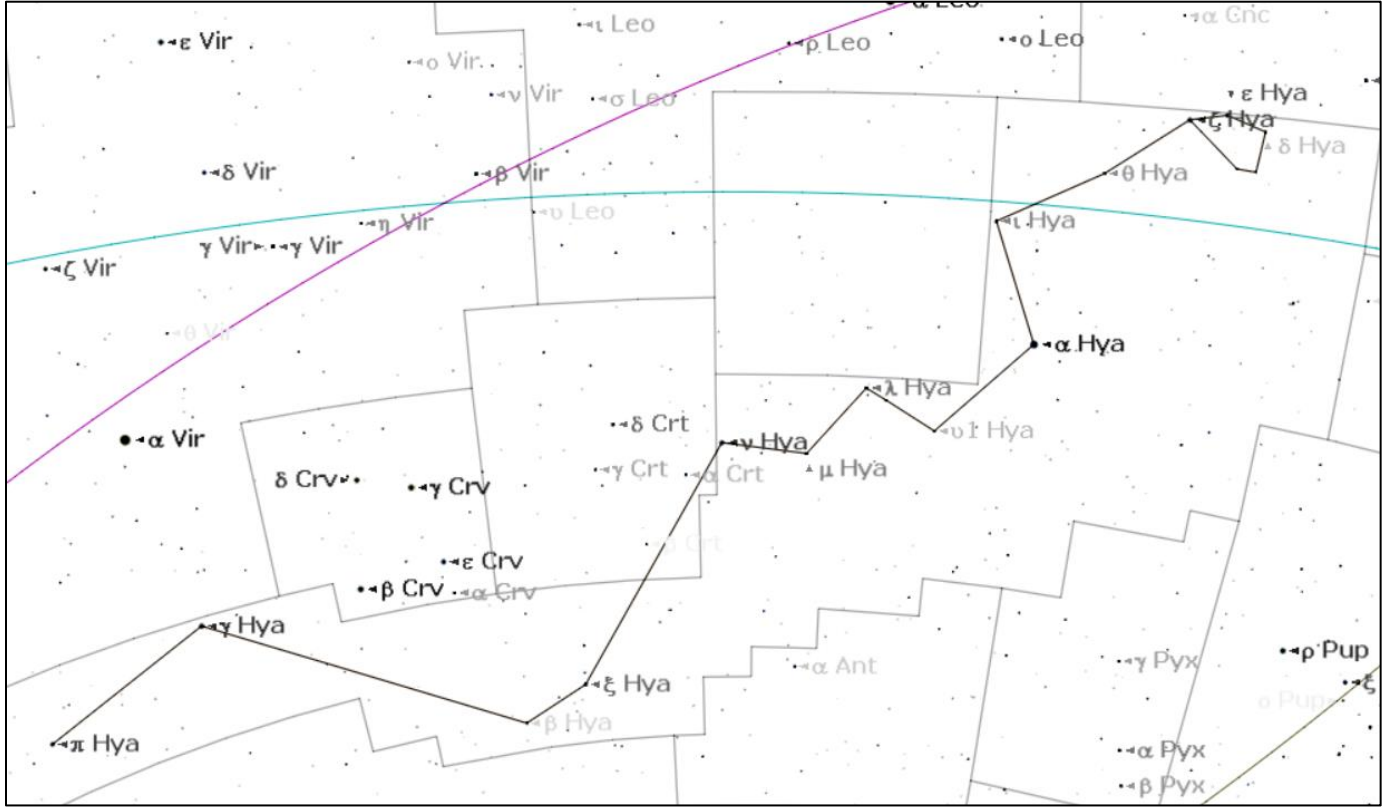 α Leo
α Cnc
ι Leo
ε Vir
ρ Leo
ο Leo
ο Vir
ν Vir
σ Leo
ε Hya
ζ Hya
δ Hya
δ Vir
β Vir
θ Hya
υ Leo
η Vir
ι Hya
γ Vir
γ Vir
ζ Vir
θ Vir
α Hya
λ Hya
δ Crt
υ1 Hya
α Vir
ν Hya
γ Crt
α Crt
μ Hya
δ Crv
γ Crv
Crt
ε Crv
β Crv
α Crv
γ Hya
ρ Pup
γ Pyx
α Ant
ξ Hya
ξ
ο Pup
β Hya
π Hya
α Pyx
β Pyx